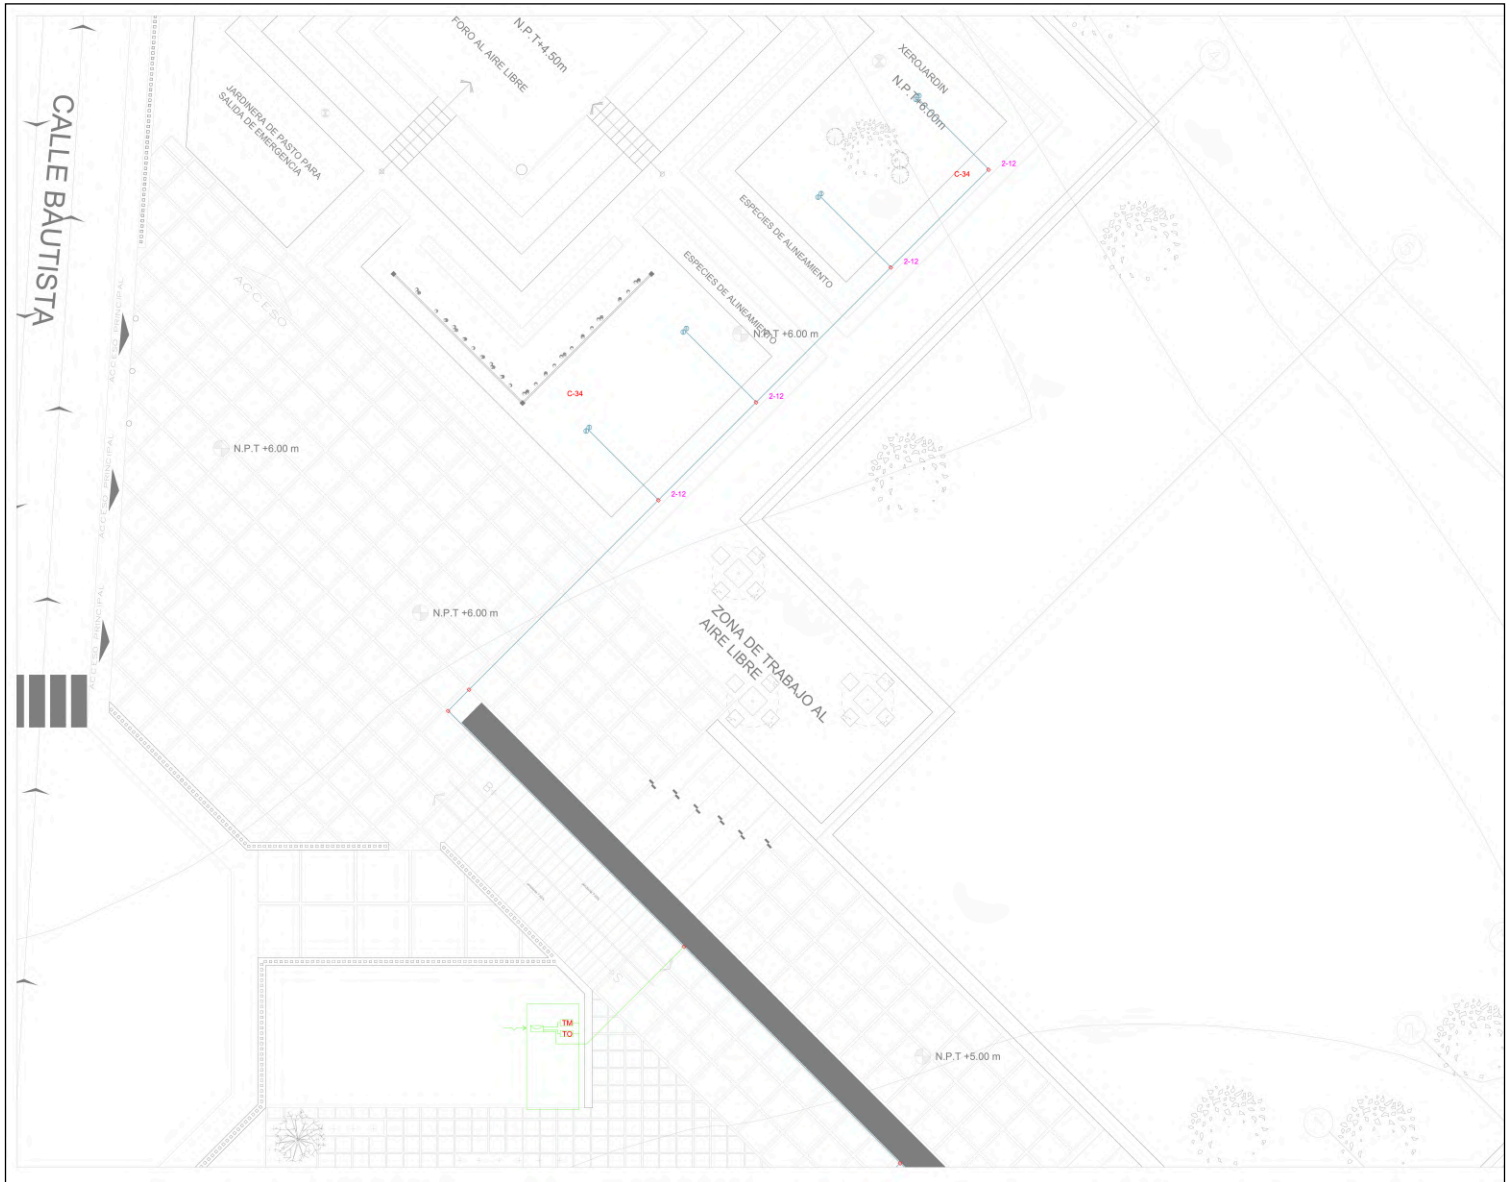 N.P.T+4.50m
FORO AL AIRE LIBRE
XEROJARDIN
N.P.T+6.00m
JARDINERA DE PASTO PARA
SALIDA DE EMERGENCIA
CALLE BAUTISTA
2-12
C-34
ESPECIES DE ALINEAMIENTO
2-12
ESPECIES DE ALINEAMIENTO
ACCESO
ACCESO PRINCIPAL
N.P.T +6.00 m
C-34
2-12
N.P.T +6.00 m
ACCESO PRINCIPAL
2-12
N.P.T +6.00 m
ACCESO PRINCIPAL
ZONA DE TRABAJO AL
AIRE LIBRE
TM
TO
N.P.T +5.00 m